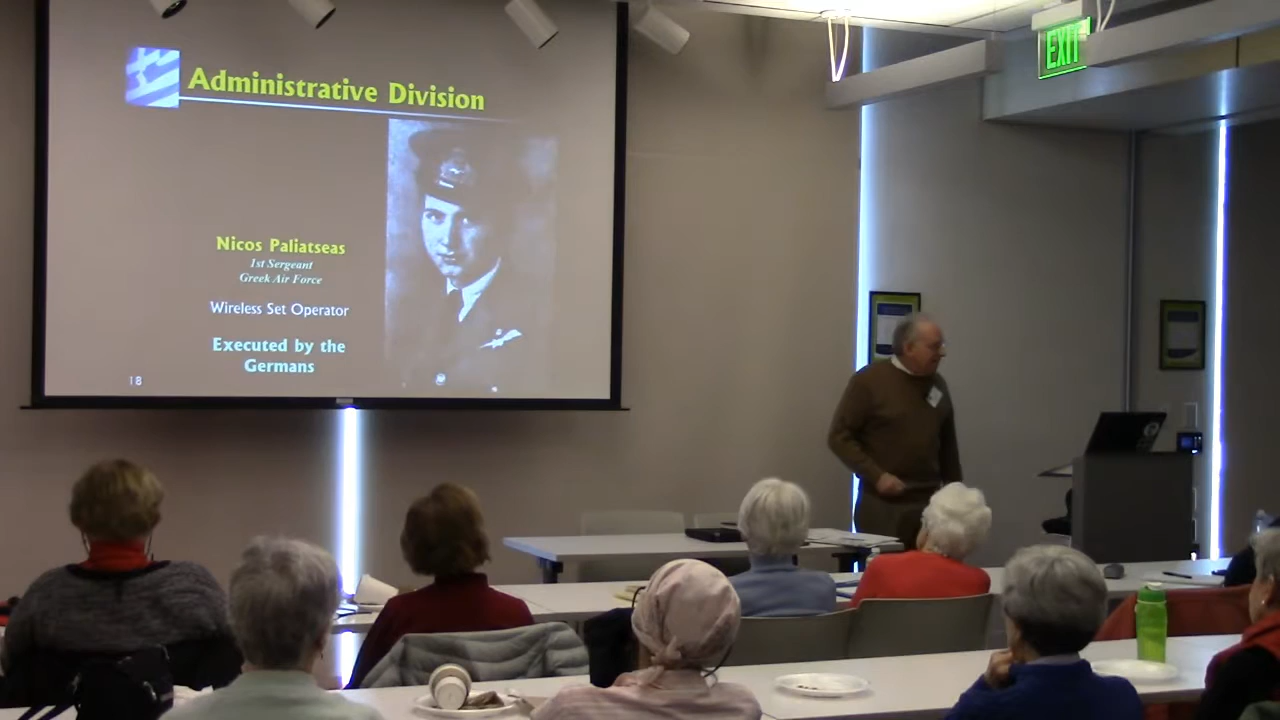 EXIT
Administrative Division
Nicos Paliatseas
1st Sergeant
Greek Air Force
Wireless Set Operator
Executed by the
Germans
18